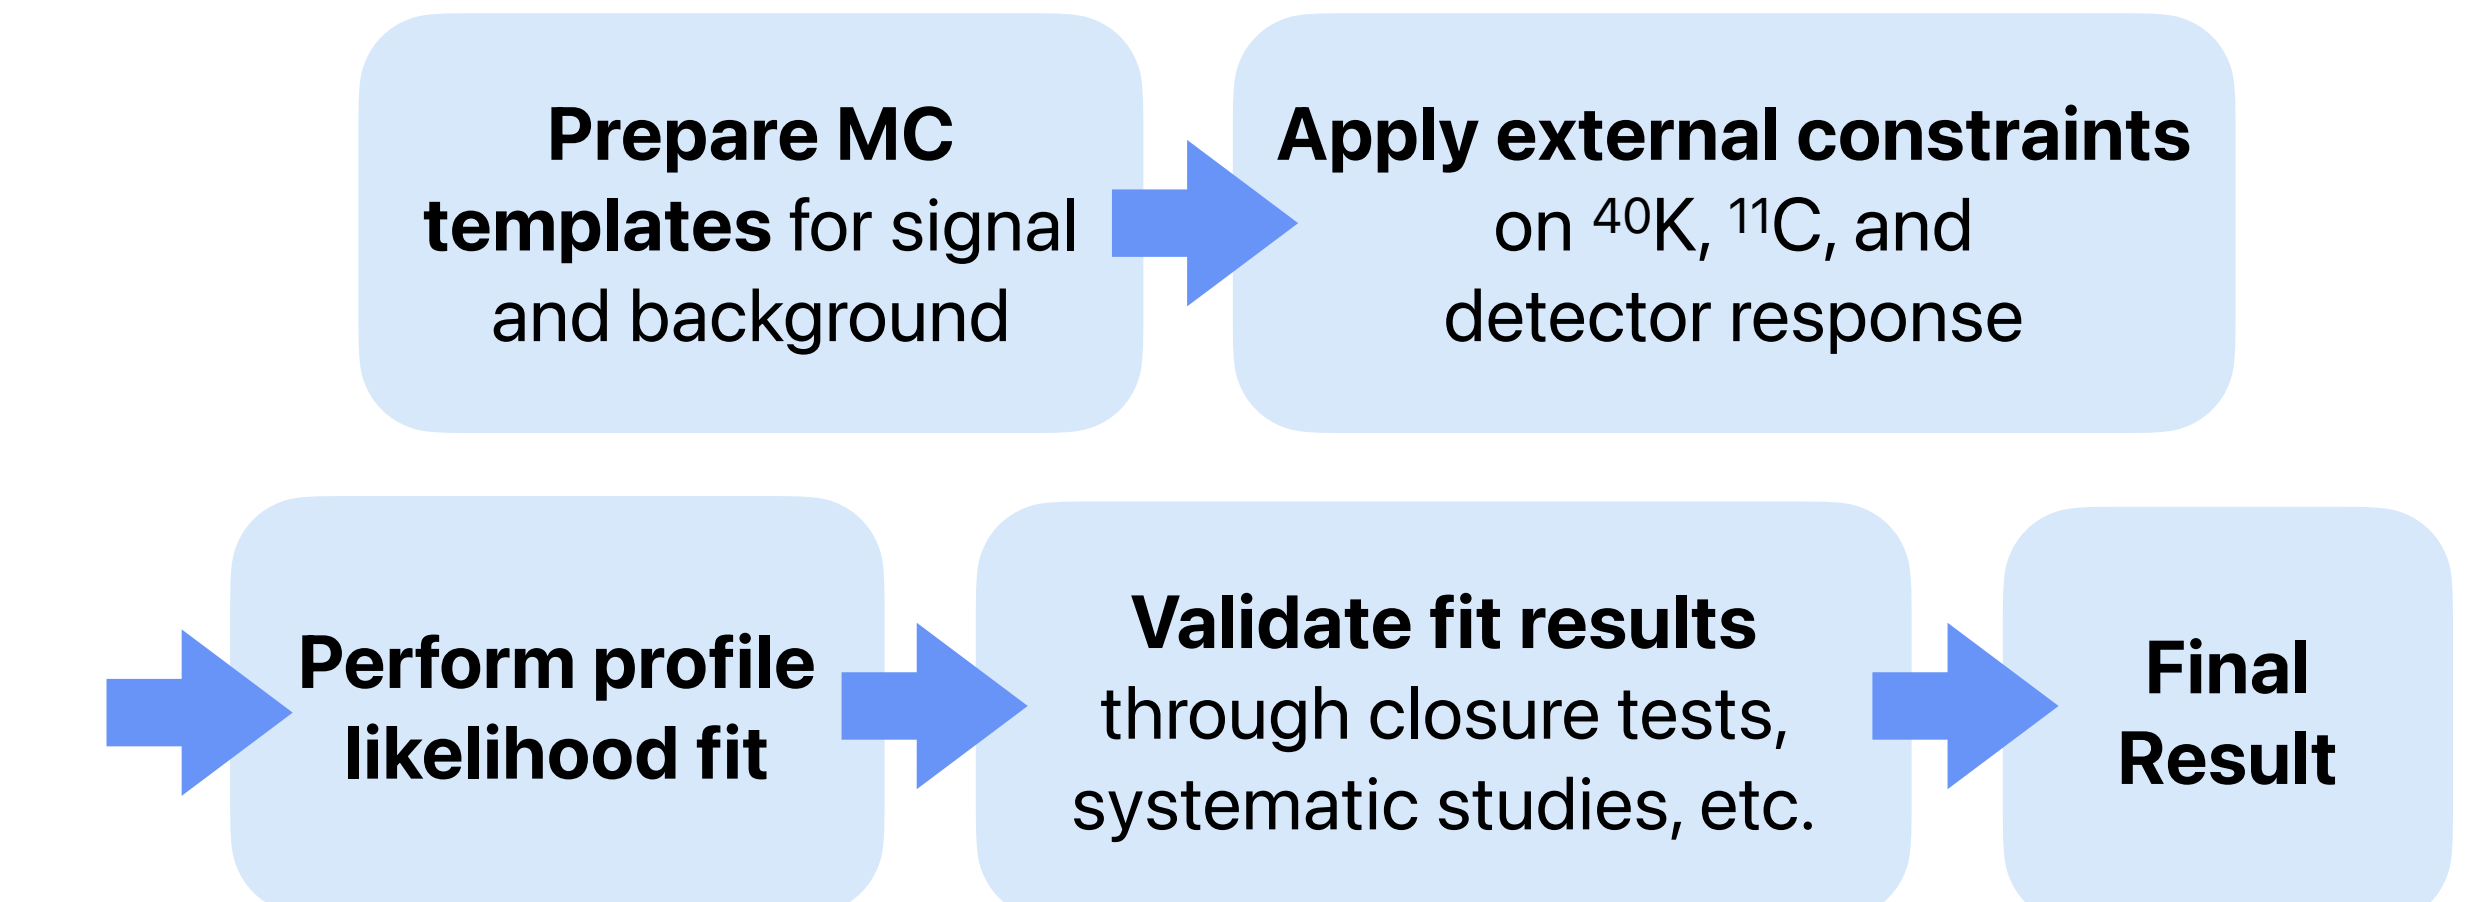 Prepare MC
templates for signal
and background
Apply external constraints
on ⁴⁰K, ¹¹C, and
detector response
Perform profile
likelihood fit
Validate fit results
through closure tests,
systematic studies, etc.
Final
Result